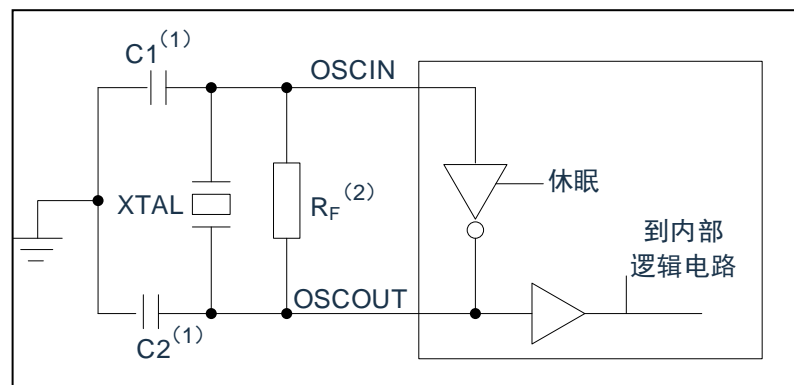 C1(1)
OSCIN
XTAL
RF(2)
休眠
到内部
逻辑电路
OSCOUT
C2(1)